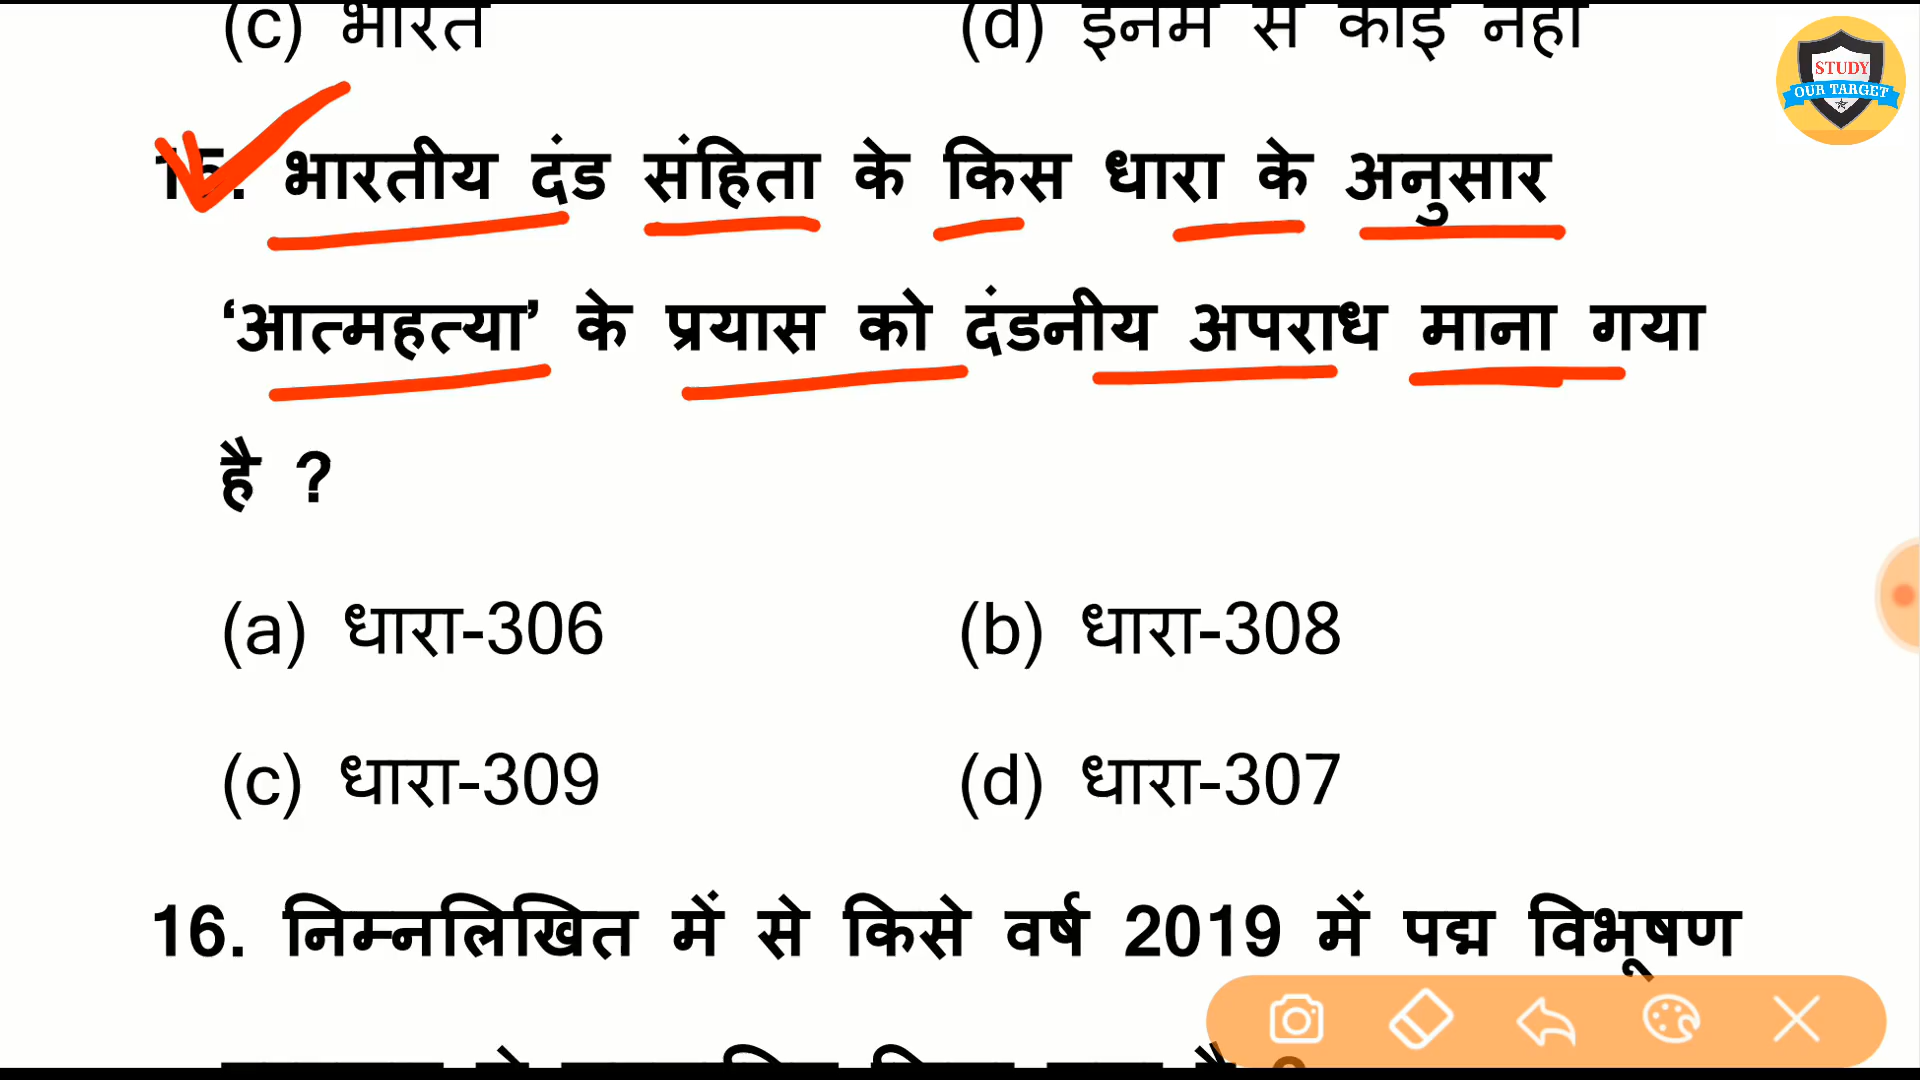 (c) भारत (d) इनमें से कोई नहीं
STUDY
OUR TARGET
15. भारतीय दंड संहिता के किस धारा के अनुसार
‘आत्महत्या’ के प्रयास को दंडनीय अपराध माना गया
है ?
(a) धारा-306 (b) धारा-308
(c) धारा-309 (d) धारा-307
16. निम्नलिखित में से किसे वर्ष 2019 में पद्म विभूषण